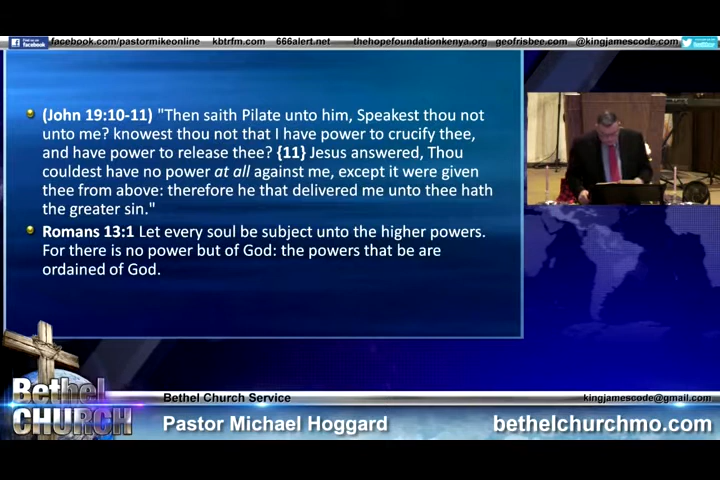 Find us on facebook facebook.com/pastormikeonline kbtrfm.com 666alert.net thehopefoundationkenya.org geofrisbee.com @kingjamescode.com twitter
(John 19:10-11) "Then saith Pilate unto him, Speakest thou not
unto me? knowest thou not that I have power to crucify thee,
and have power to release thee? {11} Jesus answered, Thou
couldest have no power at all against me, except it were given
thee from above: therefore he that delivered me unto thee hath
the greater sin."
Romans 13:1 Let every soul be subject unto the higher powers.
For there is no power but of God: the powers that be are
ordained of God.
Bethel
CHURCH
Bethel Church Service kingjamescode@gmail.com
Pastor Michael Hoggard bethelchurchmo.com